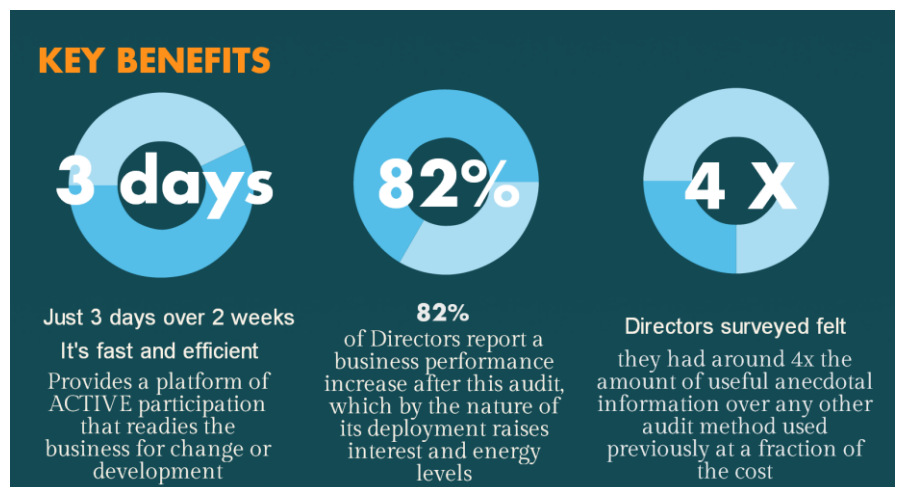 KEY BENEFITS
3 days
Just 3 days over 2 weeks
It's fast and efficient
Provides a platform of
ACTIVE participation
that readies the
business for change or
development
82%
82%
of Directors report a
business performance
increase after this audit,
which by the nature of
its deployment raises
interest and energy
levels
4 X
Directors surveyed felt
they had around 4x the
amount of useful anecdotal
information over any other
audit method used
previously at a fraction of
the cost